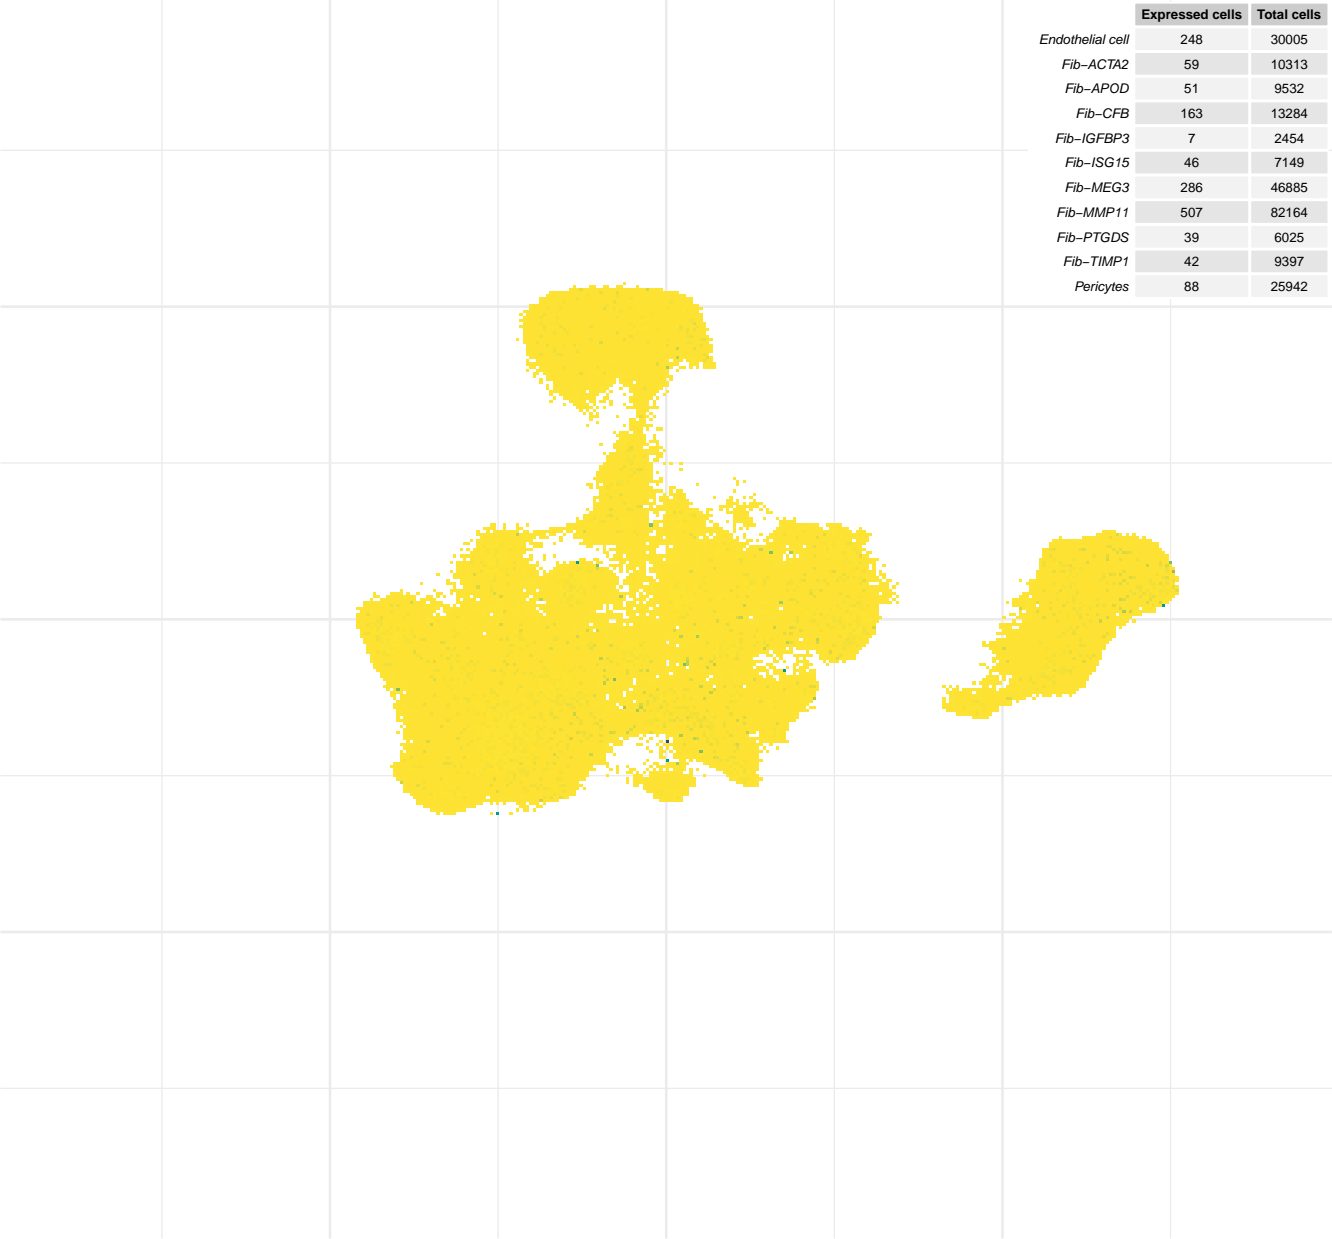 Expressed cells Total cells
Endothelial cell 248 30005
Fib−ACTA2 59 10313
Fib−APOD 51 9532
Fib−CFB 163 13284
Fib−IGFBP3 7 2454
Fib−ISG15 46 7149
Fib−MEG3 286 46885
Fib−MMP11 507 82164
Fib−PTGDS 39 6025
Fib−TIMP1 42 9397
Pericytes 88 25942